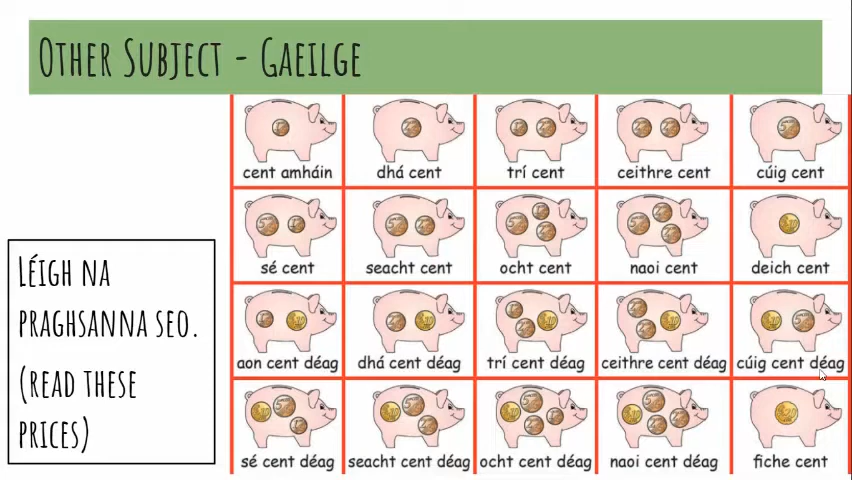 Other Subject - Gaeilge
cent amháin
dhá cent
trí cent
ceithre cent
cúig cent
sé cent
seacht cent
ocht cent
naoi cent
deich cent
Léigh na
praghsanna seo.
(read these
prices)
aon cent déag
dhá cent déag
trí cent déag
ceithre cent déag
cúig cent déag
sé cent déag
seacht cent déag
ocht cent déag
naoi cent déag
fiche cent